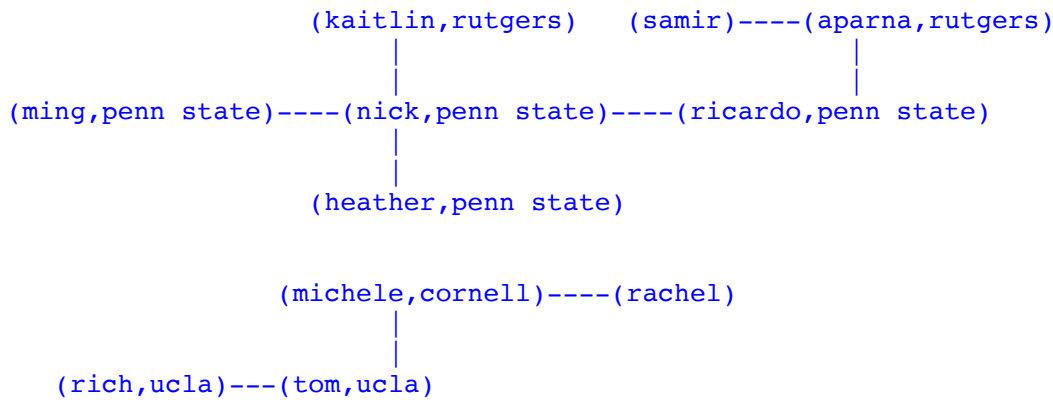 (kaitlin,rutgers) (samir)----(aparna,rutgers)
(ming,penn state)----(nick,penn state)----(ricardo,penn state)
(heather,penn state)
(michele,cornell)----(rachel)
(rich,ucla)---(tom,ucla)